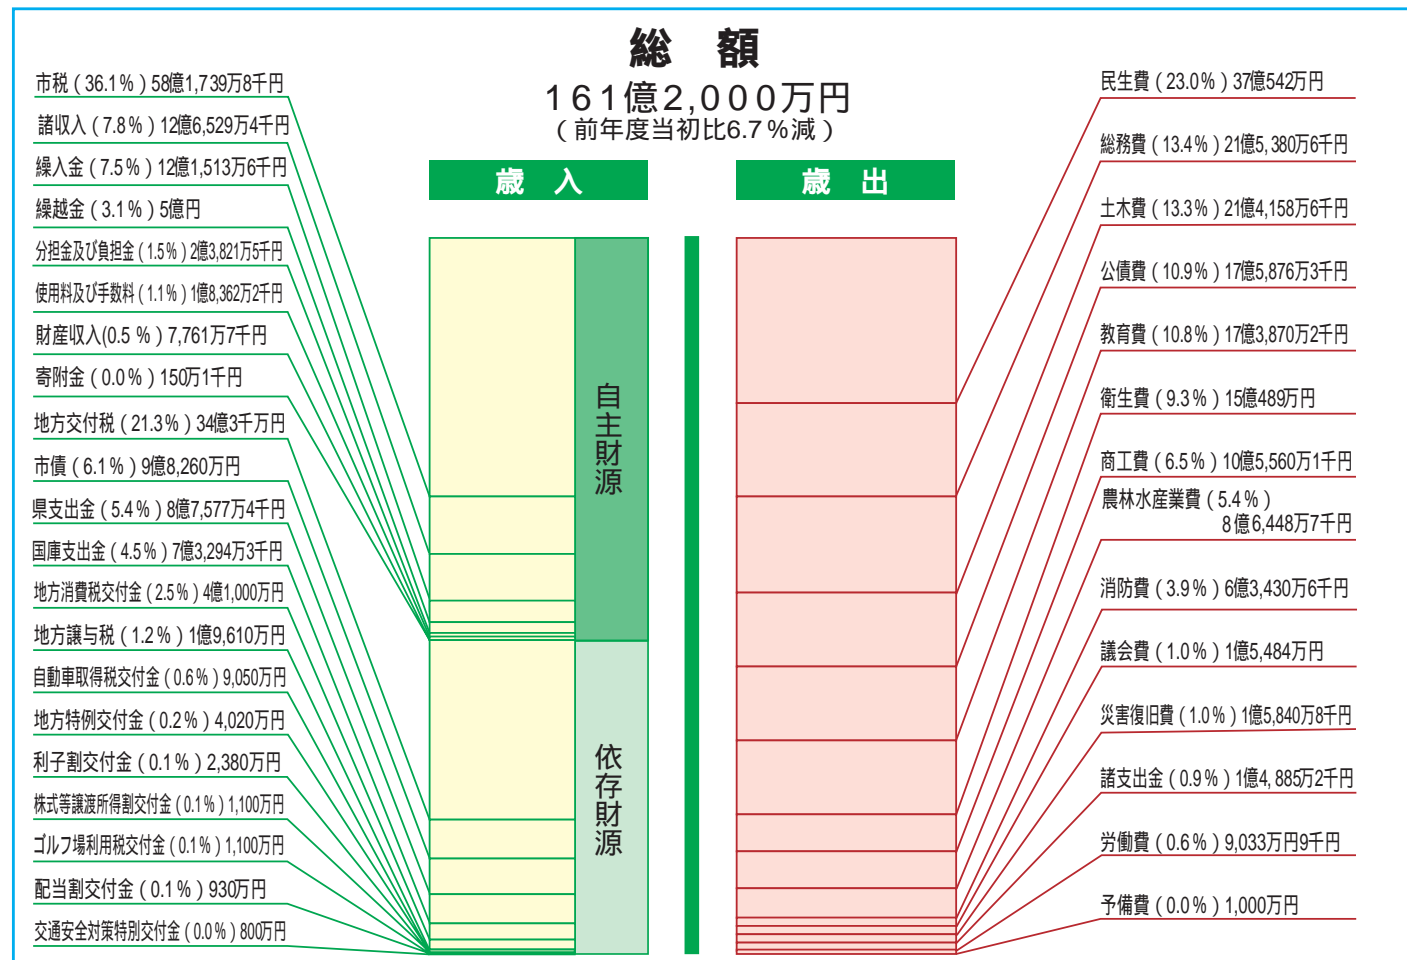 総 額
161億2,000万円
(前年度当初比6.7%減)
歳 入
市税(36.1%)58億1,739万8千円
諸収入(7.8%)12億6,529万4千円
繰入金(7.5%)12億1,513万6千円
繰越金(3.1%)5億円
分担金及び負担金(1.5%)2億3,821万5千円
使用料及び手数料(1.1%)1億8,362万2千円
財産収入(0.5 %)7,761万7千円
寄附金(0.0%)150万1千円
地方交付税(21.3%)34億3千万円
市債(6.1%)9億8,260万円
県支出金(5.4%)8億7,577万4千円
国庫支出金(4.5%)7億3,294万3千円
地方消費税交付金(2.5%)4億1,000万円
地方譲与税(1.2%)1億9,610万円
自動車取得税交付金(0.6%)9,050万円
地方特例交付金(0.2%)4,020万円
利子割交付金(0.1%)2,380万円
株式等譲渡所得割交付金(0.1%)1,100万円
ゴルフ場利用税交付金(0.1%)1,100万円
配当割交付金(0.1%)930万円
交通安全対策特別交付金(0.0%)800万円
自主財源
依存財源
歳 出
民生費(23.0%)37億542万円
総務費(13.4%)21億5,380万6千円
土木費(13.3%)21億4,158万6千円
公債費(10.9%)17億5,876万3千円
教育費(10.8%)17億3,870万2千円
衛生費(9.3%)15億489万円
商工費(6.5%)10億5,560万1千円
農林水産業費(5.4%)
8億6,448万7千円
消防費(3.9%)6億3,430万6千円
議会費(1.0%)1億5,484万円
災害復旧費(1.0%)1億5,840万8千円
諸支出金(0.9%)1億4,885万2千円
労働費(0.6%)9,033万円9千円
予備費(0.0%)1,000万円